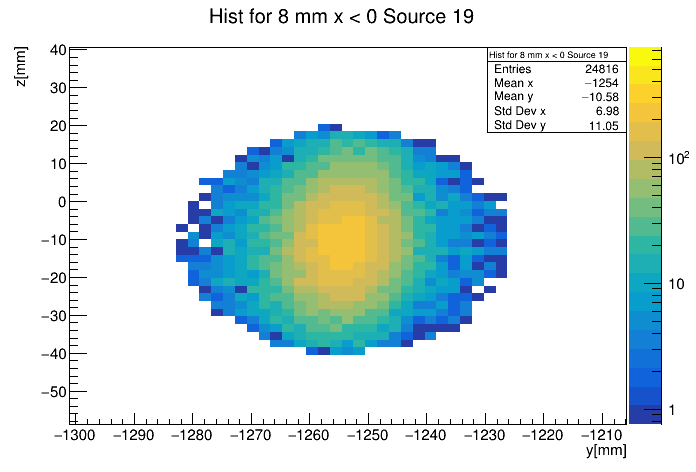 Hist for 8 mm x < 0 Source 19
z[mm]
40
30
20
10
0
−10
−20
−30
−40
−50
Hist for 8 mm x < 0 Source 19
Entries 24816
Mean x −1254
Mean y −10.58
Std Dev x 6.98
Std Dev y 11.05
10²
10
1
−1300 −1290 −1280 −1270 −1260 −1250 −1240 −1230 −1220 −1210
y[mm]